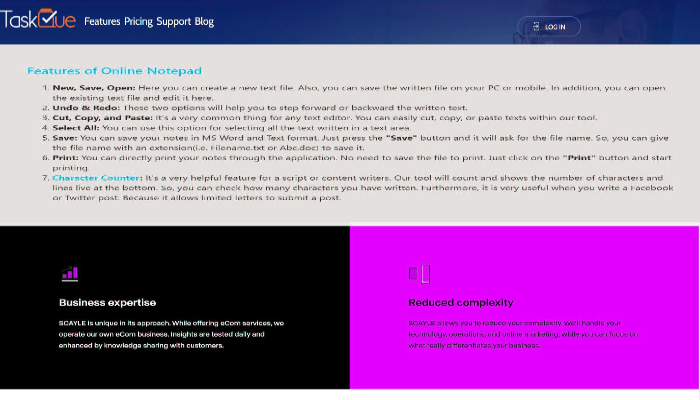 TaskQue Features Pricing Support Blog
LOG IN
Features of Online Notepad
1. New, Save, Open: Here you can create a new text file. Also, you can save the written file on your PC or mobile. In addition, you can open
the existing text file and edit it here.
2. Undo & Redo: These two options will help you to step forward or backward the written text.
3. Cut, Copy, and Paste: It's a very common thing for any text editor. You can easily cut, copy, or paste texts within our tool.
4. Select All: You can use this option for selecting all the text written in a text area.
5. Save: You can save your notes in MS Word and Text format. Just press the "Save" button and it will ask for the file name. So, you can give
the file name with an extension(i.e. Filename.txt or Abc.dec) to save it.
6. Print: You can directly print your notes through the application. No need to save the file to print. Just click on the "Print" button and start
printing.
7. Character Counter: It's a very helpful feature for a script or content writers. Our tool will count and shows the number of characters and
lines live at the bottom. So, you can check how many characters you have written. Furthermore, it is very useful when you write a Facebook
or Twitter post. Because it allows limited letters to submit a post.
Business expertise
SCAYLE is unique in its approach. While offering eCom services, we
operate our own eCom business. Insights are tested daily and
enhanced by knowledge sharing with customers.
Reduced complexity
SCAYLE allows you to reduce your complexity. We'll handle your
technology, operations, and online marketing, while you can focus on
what really differentiates your business.